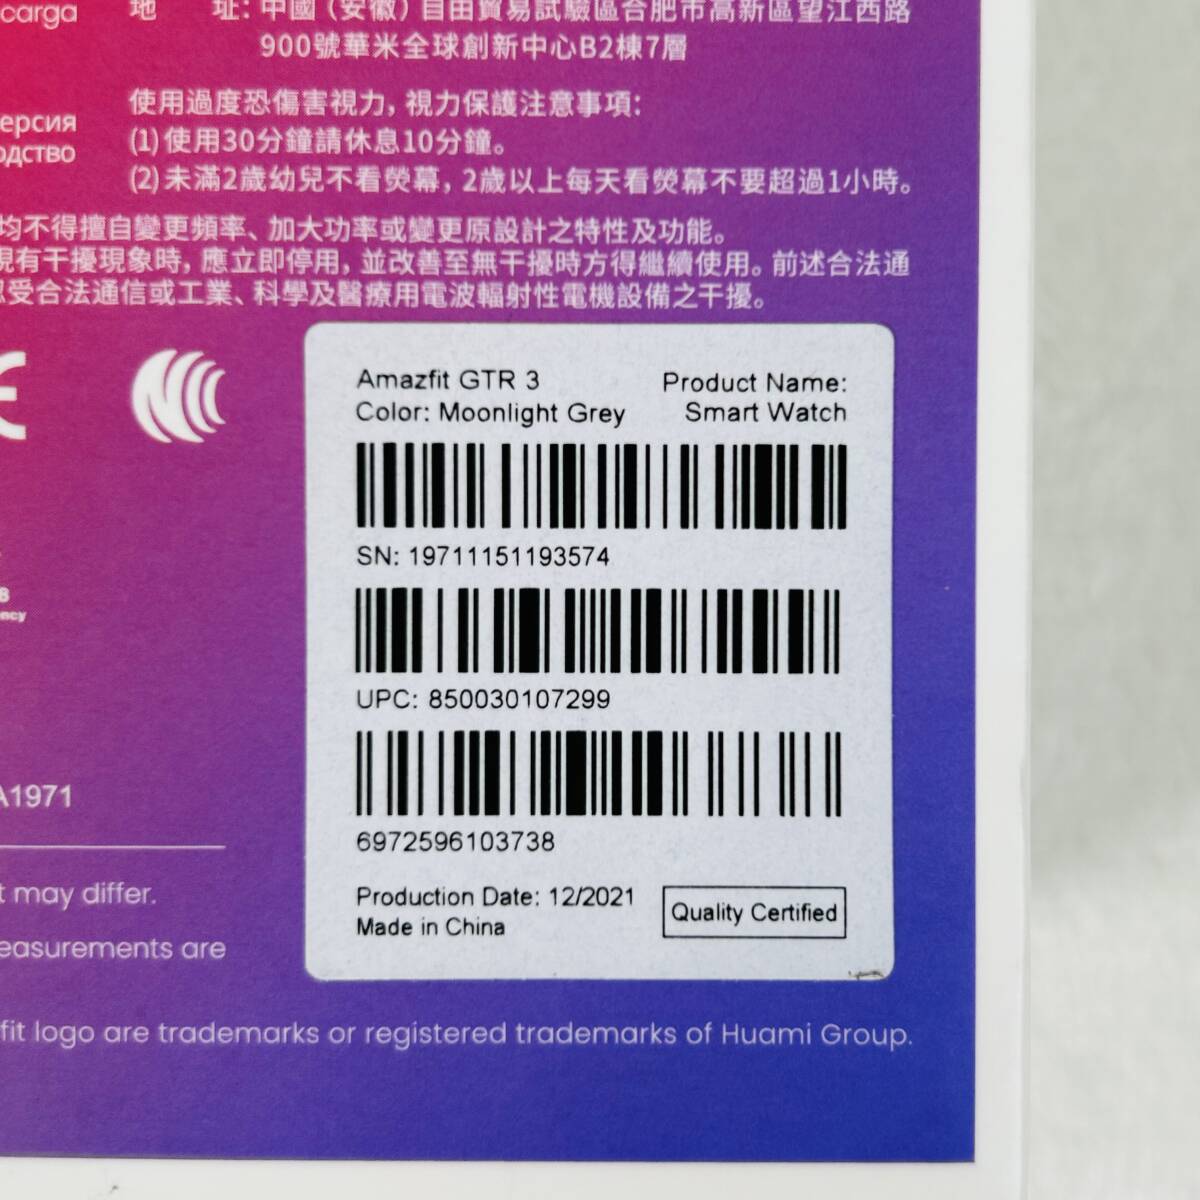 carga
地 址: 中國 (安徽) 自由貿易試驗區合肥市高新區望江西路
900號華米全球創新中心B2棟7層
ерсия
одство
使用過度恐傷害視力, 視力保護注意事項:
(1) 使用30分鐘請休息10分鐘。
(2) 未滿2歲幼兒不看熒幕, 2歲以上每天看熒幕不要超過1小時。
均不得擅自變更頻率、加大功率或變更原設計之特性及功能。
現有干擾現象時, 應立即停用, 並改善至無干擾時方得繼續使用。前述合法通
忍受合法通信或工業、科學及醫療用電波輻射性電機設備之干擾。
CE
Amazfit GTR 3
Color: Moonlight Grey
Product Name:
Smart Watch
SN: 19711151193574
UPC: 850030107299
6972596103738
Production Date: 12/2021
Made in China
Quality Certified
B
ency
A1971
t may differ.
easurements are
fit logo are trademarks or registered trademarks of Huami Group.